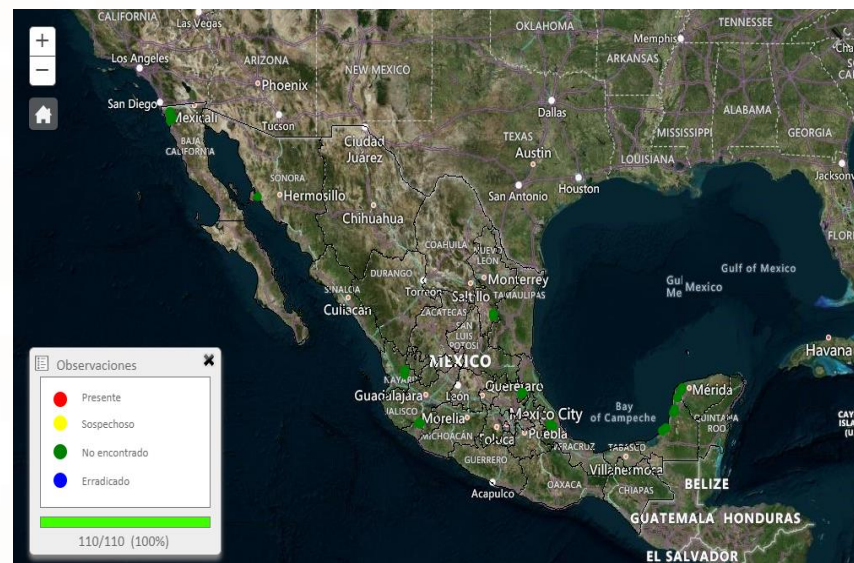 CALIFORNIA
Las Vegas
OKLAHOMA
TENNESSEE
Memphis
Los Angeles
ARIZONA
NEW MEXICO
ARKANSAS
Phoenix
San Diego
Mexicali
Tucson
Dallas
ALABAMA
MISSISSIPPI
GEORGIA
BAJA
CALIFORNIA
Ciudad
Juárez
TEXAS
Austin
LOUISIANA
SONORA
Hermosillo
San Antonio
Houston
Chihuahua
COAHUILA
NUEVO
LEÓN
Gulf of Mexico
Mexico
DURANGO
Monterrey
SINALOA
Torreón
Saltillo
TAMAULIPAS
Culiacán
ZACATECAS
SAN
LUIS
POTOSÍ
Havana
MEXICO
NAYARIT
Guadalajara
León
Querétaro
Mérida
JALISCO
Morelia
Mexico City
Bay
of Campeche
QUINTANA
ROO
MICHOACÁN
Toluca
Puebla
VERACRUZ
TABASCO
GUERRERO
Villahermosa
BELIZE
Acapulco
OAXACA
CHIAPAS
GUATEMALA
HONDURAS
EL SALVADOR
+
−
Observaciones
Presente
Sospechoso
No encontrado
Erradicado
110/110 (100%)